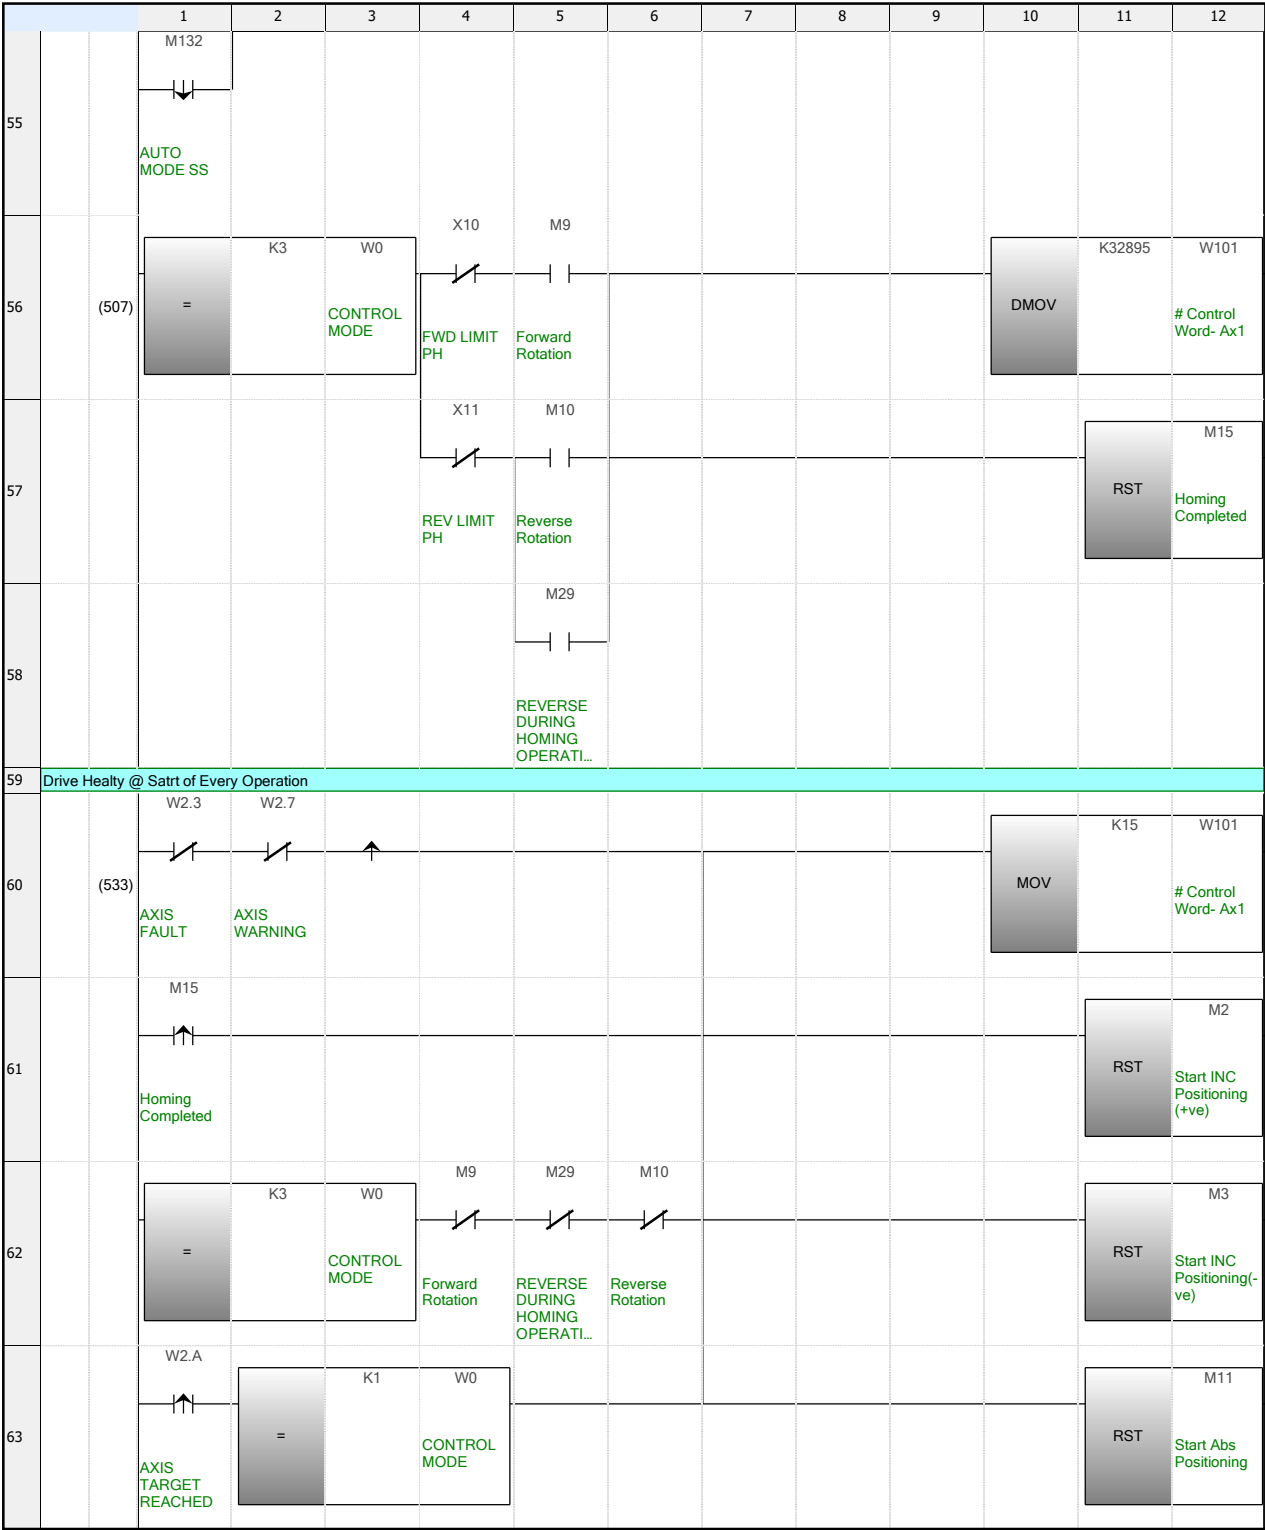 1 2 3 4 5 6 7 8 9 10 11 12
M132
55
AUTO
MODE SS
X10 M9
K3 W0 K32895 W101
56 (507) = DMOV
CONTROL
MODE
FWD LIMIT
PH
Forward
Rotation
# Control
Word- Ax1
X11 M10
M15
57 RST
REV LIMIT
PH
Reverse
Rotation
Homing
Completed
M29
58
REVERSE
DURING
HOMING
OPERATI...
59 Drive Healty @ Satrt of Every Operation
W2.3 W2.7
K15 W101
60 (533) MOV
AXIS
FAULT
AXIS
WARNING
# Control
Word- Ax1
M15
M2
61 RST
Homing
Completed
Start INC
Positioning
(+ve)
M9 M29 M10
K3 W0 M3
62 = RST
CONTROL
MODE
Forward
Rotation
REVERSE
DURING
HOMING
OPERATI...
Reverse
Rotation
Start INC
Positioning(-
ve)
W2.A
K1 W0 M11
63 = RST
AXIS
TARGET
REACHED
CONTROL
MODE
Start Abs
Positioning